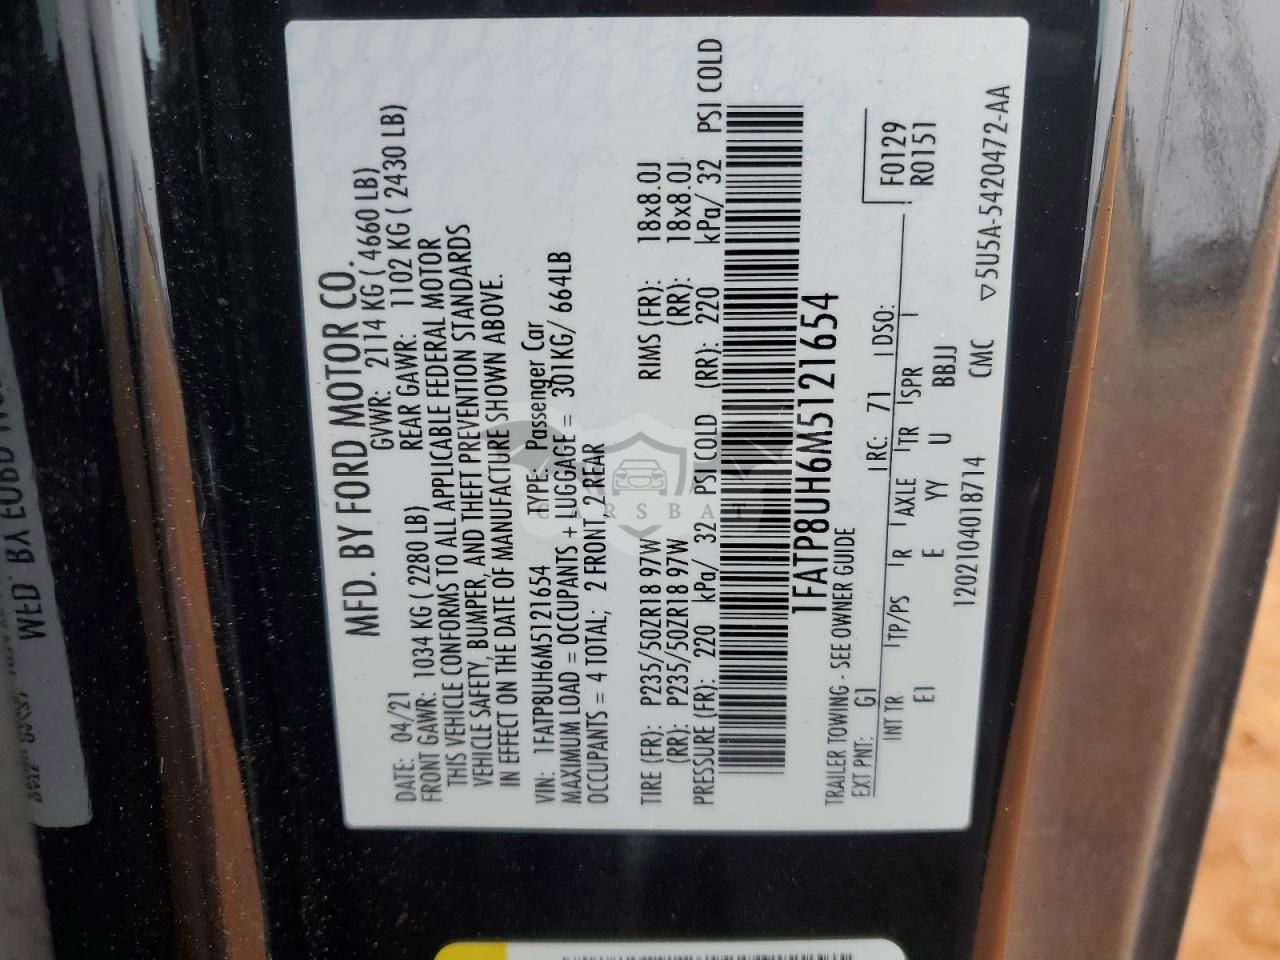 MFD. BY FORD MOTOR CO.
DATE: 04/21 GVWR: 2114 KG ( 4660 LB)
FRONT GAWR: 1034 KG ( 2280 LB) REAR GAWR: 1102 KG ( 2430 LB)
THIS VEHICLE CONFORMS TO ALL APPLICABLE FEDERAL MOTOR
VEHICLE SAFETY, BUMPER, AND THEFT PREVENTION STANDARDS
IN EFFECT ON THE DATE OF MANUFACTURE SHOWN ABOVE.
VIN: 1FATP8UH6M5121654 TYPE: Passenger Car
MAXIMUM LOAD = OCCUPANTS + LUGGAGE = 301KG/ 664LB
OCCUPANTS = 4 TOTAL; 2 FRONT, 2 REAR
TIRE (FR): P235/50ZR18 97W RIMS (FR): 18x8.0J
(RR): P235/50ZR18 97W (RR): 18x8.0J
PRESSURE (FR): 220 kPa/ 32 PSI COLD (RR): 220 kPa/ 32 PSI COLD
1FATP8UH6M5121654
TRAILER TOWING - SEE OWNER GUIDE
EXT PNT: G1 RC: 71 DSO:
F0129
R0151
INT TR TP/PS R AXLE TR SPR
EI E YY U BBJJ
12021040187​14 CMC ▽5U5A-5420472-AA
CARSBAT